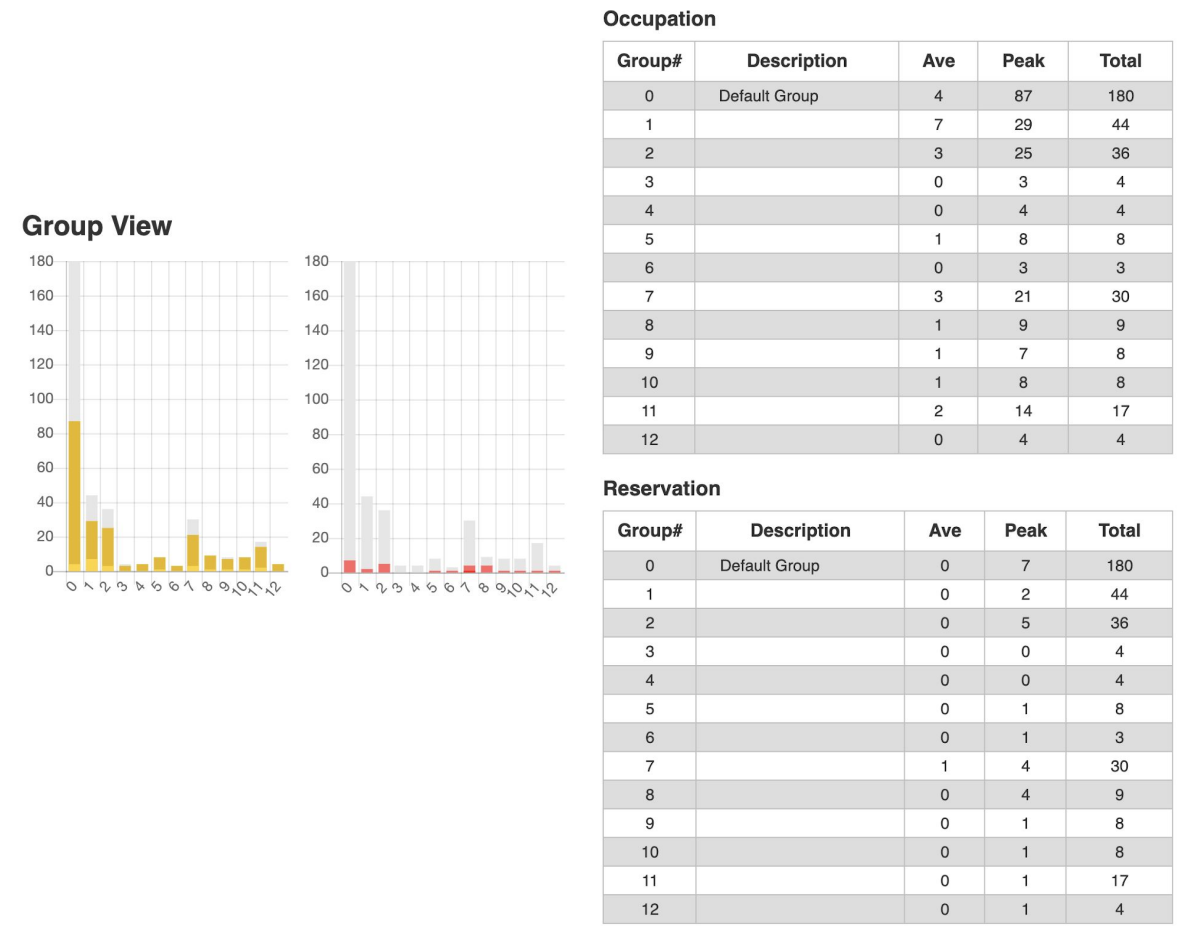 Group View
180
160
140
120
100
80
60
40
20
0
0 1 2 3 4 5 6 7 8 9 10 11 12
180
160
140
120
100
80
60
40
20
0
0 1 2 3 4 5 6 7 8 9 10 11 12
Occupation
Group# Description Ave Peak Total
0 Default Group 4 87 180
1 7 29 44
2 3 25 36
3 0 3 4
4 0 4 4
5 1 8 8
6 0 3 3
7 3 21 30
8 1 9 9
9 1 7 8
10 1 8 8
11 2 14 17
12 0 4 4
Reservation
Group# Description Ave Peak Total
0 Default Group 0 7 180
1 0 2 44
2 0 5 36
3 0 0 4
4 0 0 4
5 0 1 8
6 0 1 3
7 1 4 30
8 0 4 9
9 0 1 8
10 0 1 8
11 0 1 17
12 0 1 4